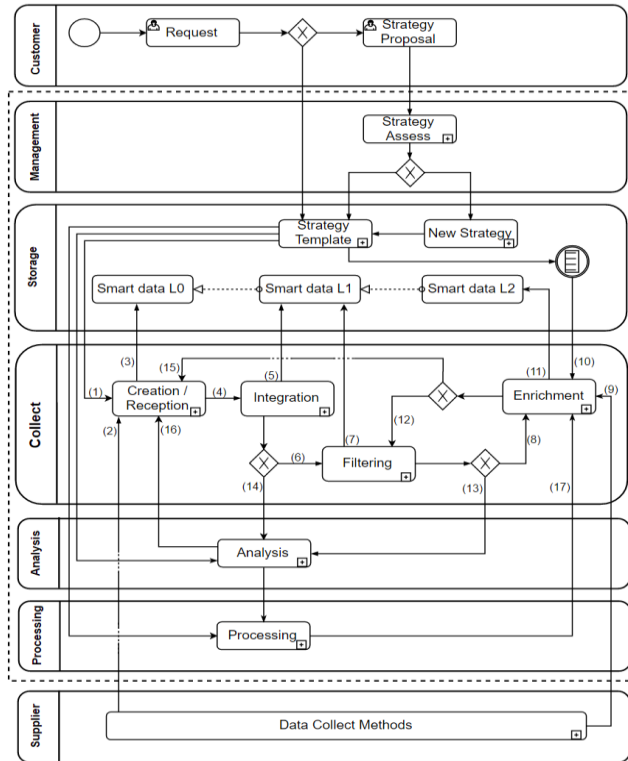 Customer
Request
X
Strategy
Proposal
Management
Strategy
Assess
X
Storage
Strategy
Template
New Strategy
Smart data L0
Smart data L1
Smart data L2
Collect
(1)
(2)
(3)
(15)
(4)
(5)
(11)
(10)
(9)
Creation /
Reception
Integration
X
Enrichment
(16)
(12)
(8)
X
(6)
(7)
Filtering
X
(14)
(13)
(17)
Analysis
Analysis
Processing
Processing
Supplier
Data Collect Methods